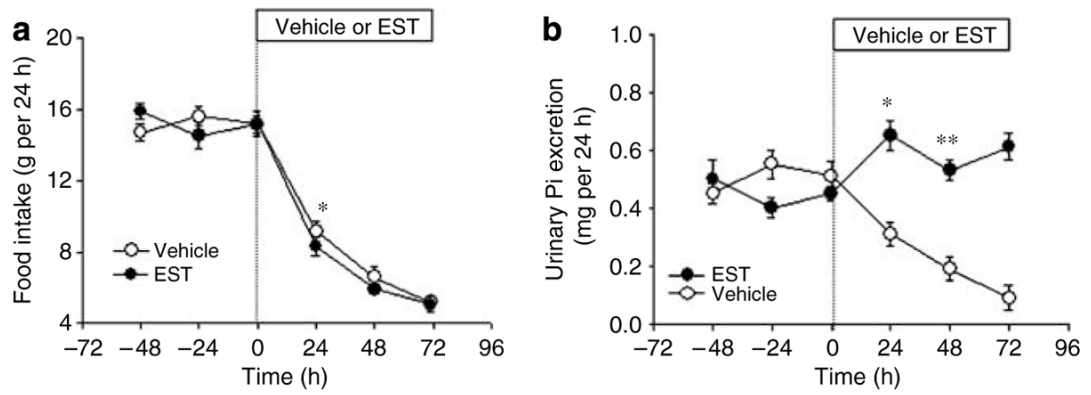 a
Vehicle or EST
Food intake (g per 24 h)
20
16
12
8
4
*
Vehicle
EST
–72 –48 –24 0 24 48 72 96
Time (h)
b
Vehicle or EST
Urinary Pi excretion
(mg per 24 h)
1.0
0.8
0.6
0.4
0.2
0.0
*
**
EST
Vehicle
–72 –48 –24 0 24 48 72 96
Time (h)